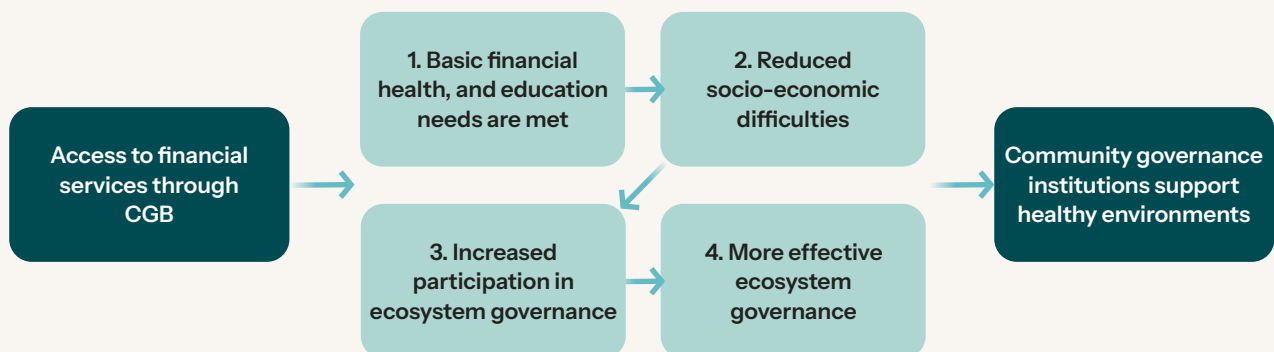 Access to financial
services through
CGB
1. Basic financial
health, and education
needs are met
2. Reduced
socio-economic
difficulties
3. Increased
participation in
ecosystem governance
4. More effective
ecosystem
governance
Community governance
institutions support
healthy environments